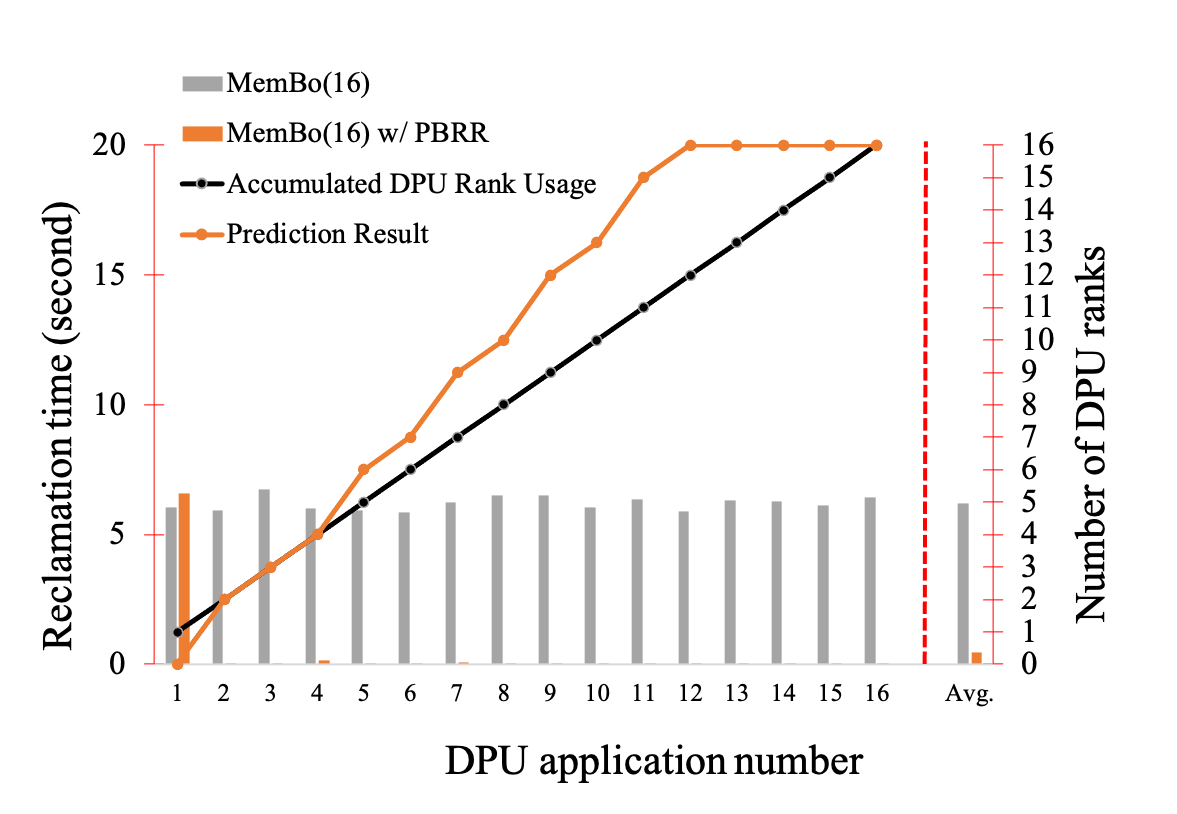 MemBo(16)
MemBo(16) w/ PBRR
Accumulated DPU Rank Usage
Prediction Result
Reclamation time (second)
20
15
10
5
0
16
15
14
13
12
11
10
9
8
7
6
5
4
3
2
1
0
Number of DPU ranks
1 2 3 4 5 6 7 8 9 10 11 12 13 14 15 16 Avg.
DPU application number